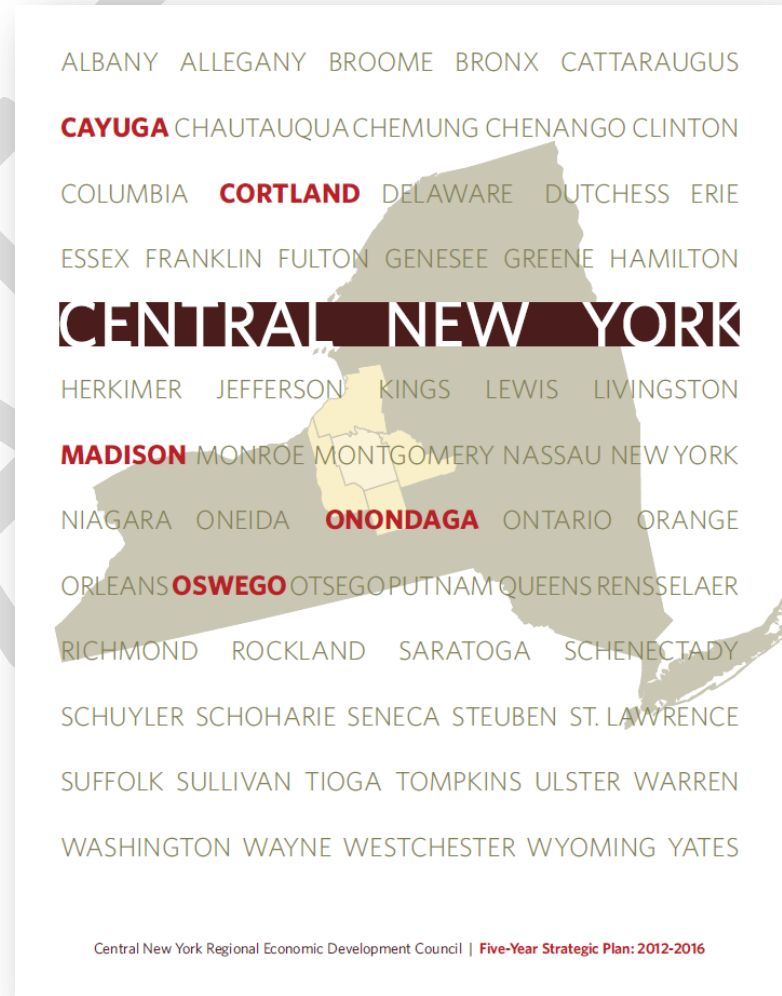 ALBANY ALLEGANY BROOME BRONX CATTARAUGUS
CAYUGA CHAUTAUQUA CHEMUNG CHENANGO CLINTON
COLUMBIA CORTLAND DELAWARE DUTCHESS ERIE
ESSEX FRANKLIN FULTON GENESEE GREENE HAMILTON
CENTRAL NEW YORK
HERKIMER JEFFERSON KINGS LEWIS LIVINGSTON
MADISON MONROE MONTGOMERY NASSAU NEW YORK
NIAGARA ONEIDA ONONDAGA ONTARIO ORANGE
ORLEANS OSWEGO OTSEGO PUTNAM QUEENS RENSSELAER
RICHMOND ROCKLAND SARATOGA SCHENECTADY
SCHUYLER SCHOHARIE SENECA STEUBEN ST. LAWRENCE
SUFFOLK SULLIVAN TIOGA TOMPKINS ULSTER WARREN
WASHINGTON WAYNE WESTCHESTER WYOMING YATES
Central New York Regional Economic Development Council | Five-Year Strategic Plan: 2012-2016